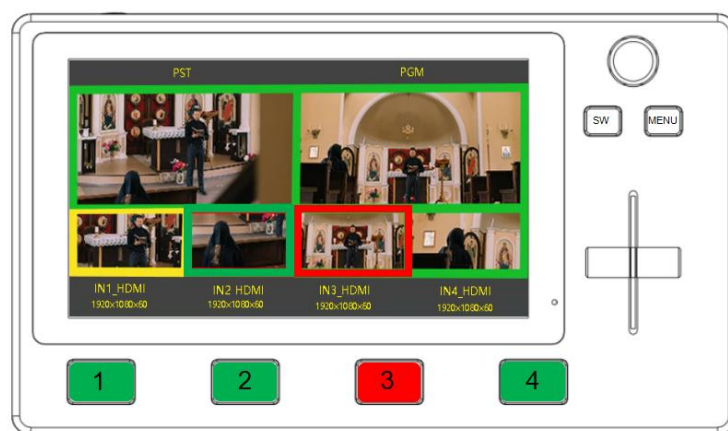 PST PGM
SW MENU
IN1_HDMI IN2 HDMI IN3_HDMI IN4_HDMI
1920×1080×60 1920×1080×60 1920×1080×60 1920×1080×60
1 2 3 4